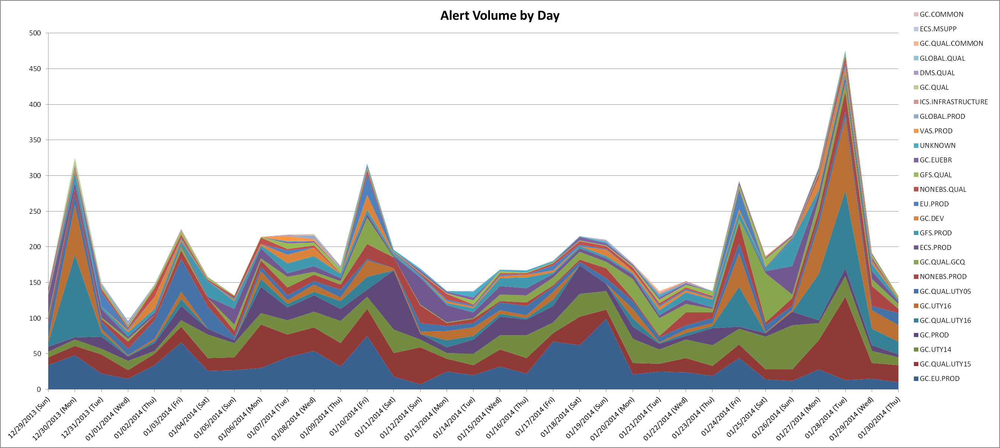 Alert Volume by Day
500
450
400
350
300
250
200
150
100
50
0
12/29/2013 (Sun)
12/30/2013 (Mon)
12/31/2013 (Tue)
01/01/2014 (Wed)
01/02/2014 (Thu)
01/03/2014 (Fri)
01/04/2014 (Sat)
01/05/2014 (Sun)
01/06/2014 (Mon)
01/07/2014 (Tue)
01/08/2014 (Wed)
01/09/2014 (Thu)
01/10/2014 (Fri)
01/11/2014 (Sat)
01/12/2014 (Sun)
01/13/2014 (Mon)
01/14/2014 (Tue)
01/15/2014 (Wed)
01/16/2014 (Thu)
01/17/2014 (Fri)
01/18/2014 (Sat)
01/19/2014 (Sun)
01/20/2014 (Mon)
01/21/2014 (Tue)
01/22/2014 (Wed)
01/23/2014 (Thu)
01/24/2014 (Fri)
01/25/2014 (Sat)
01/26/2014 (Sun)
01/27/2014 (Mon)
01/28/2014 (Tue)
01/29/2014 (Wed)
01/30/2014 (Thu)
GC.COMMON
ECS.MSUPP
GC.QUAL.COMMON
GLOBAL.QUAL
DMS.QUAL
GC.QUAL
ICS.INFRASTRUCTURE
GLOBAL.PROD
VAS.PROD
UNKNOWN
GC.EUEBR
GFS.QUAL
NONEBS.QUAL
EU.PROD
GC.DEV
GFS.PROD
ECS.PROD
GC.QUAL.GCQ
NONEBS.PROD
GC.QUAL.UTY05
GC.UTY16
GC.QUAL.UTY16
GC.PROD
GC.UTY14
GC.QUAL.UTY15
GC.EU.PROD